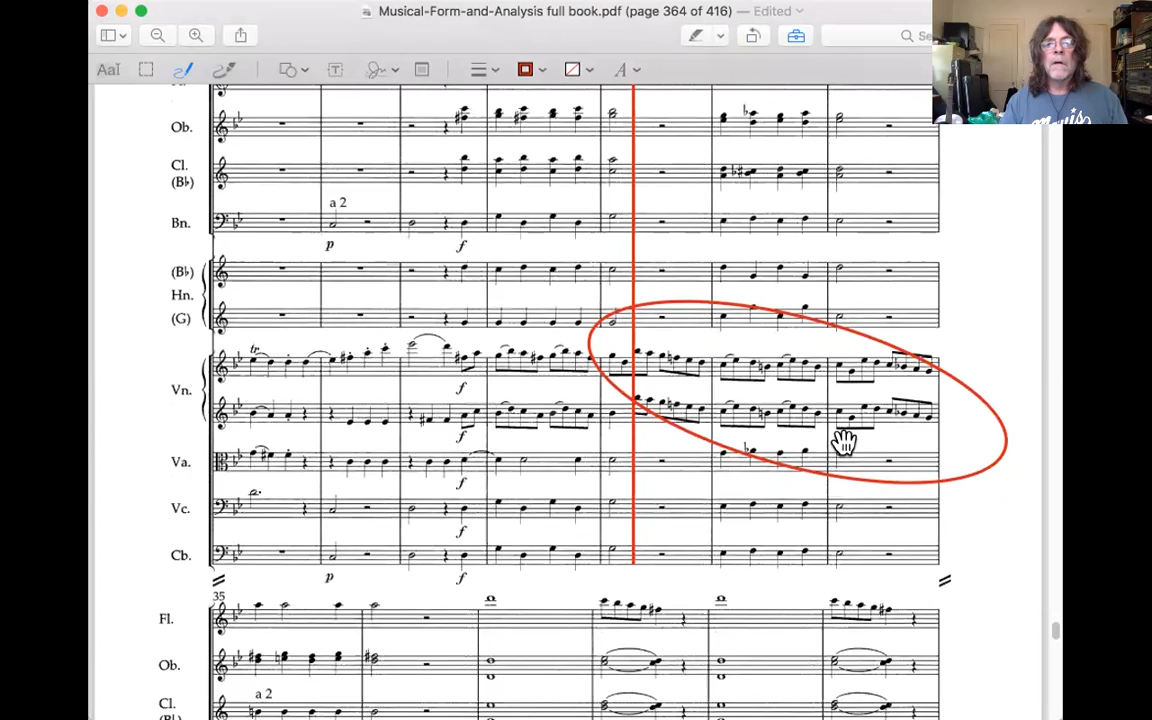 Musical-Form-and-Analysis full book.pdf (page 364 of 416) — Edited
AaI T A
Ob.
Cl.
(B♭)
a 2
Bn.
p f
(B♭)
Hn.
(G)
tr
Vn.
f
f
Va.
f
Vc.
Cb.
p f
35
Fl.
Ob.
a 2
Cl.